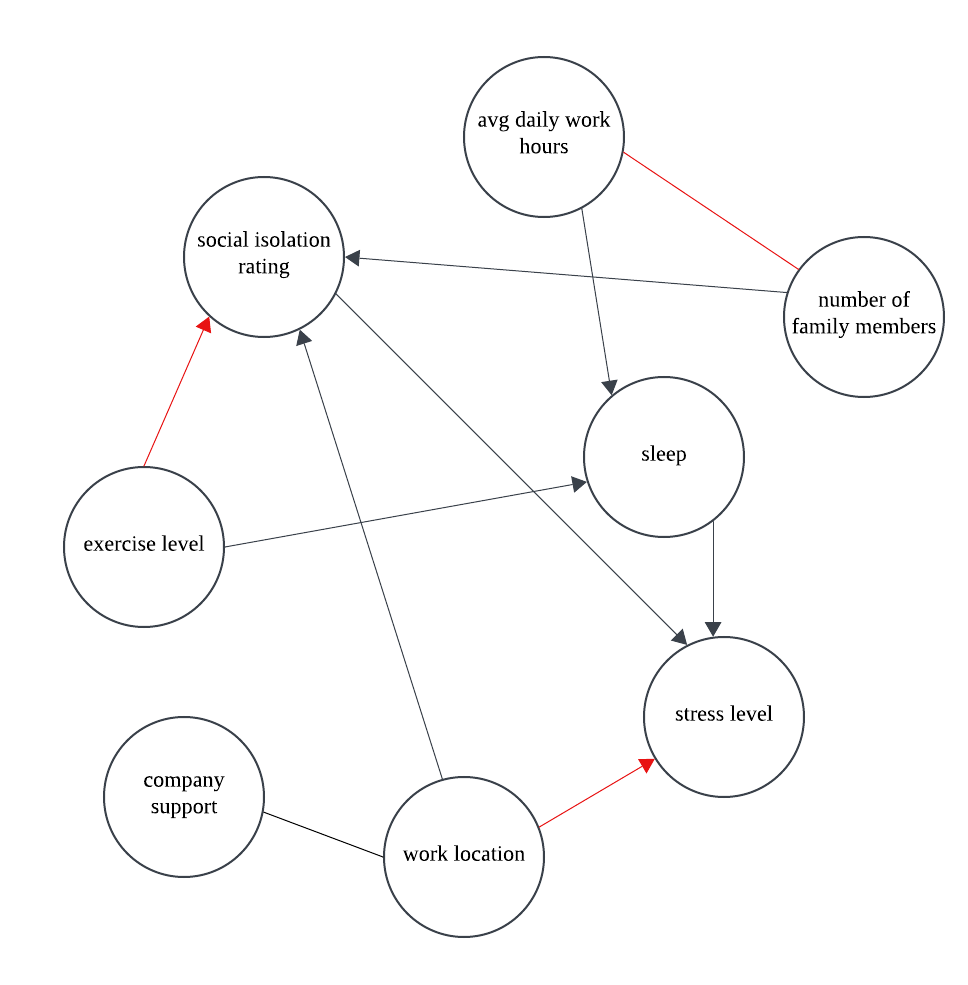 avg daily work
hours
social isolation
rating
number of
family members
sleep
exercise level
stress level
company
support
work location